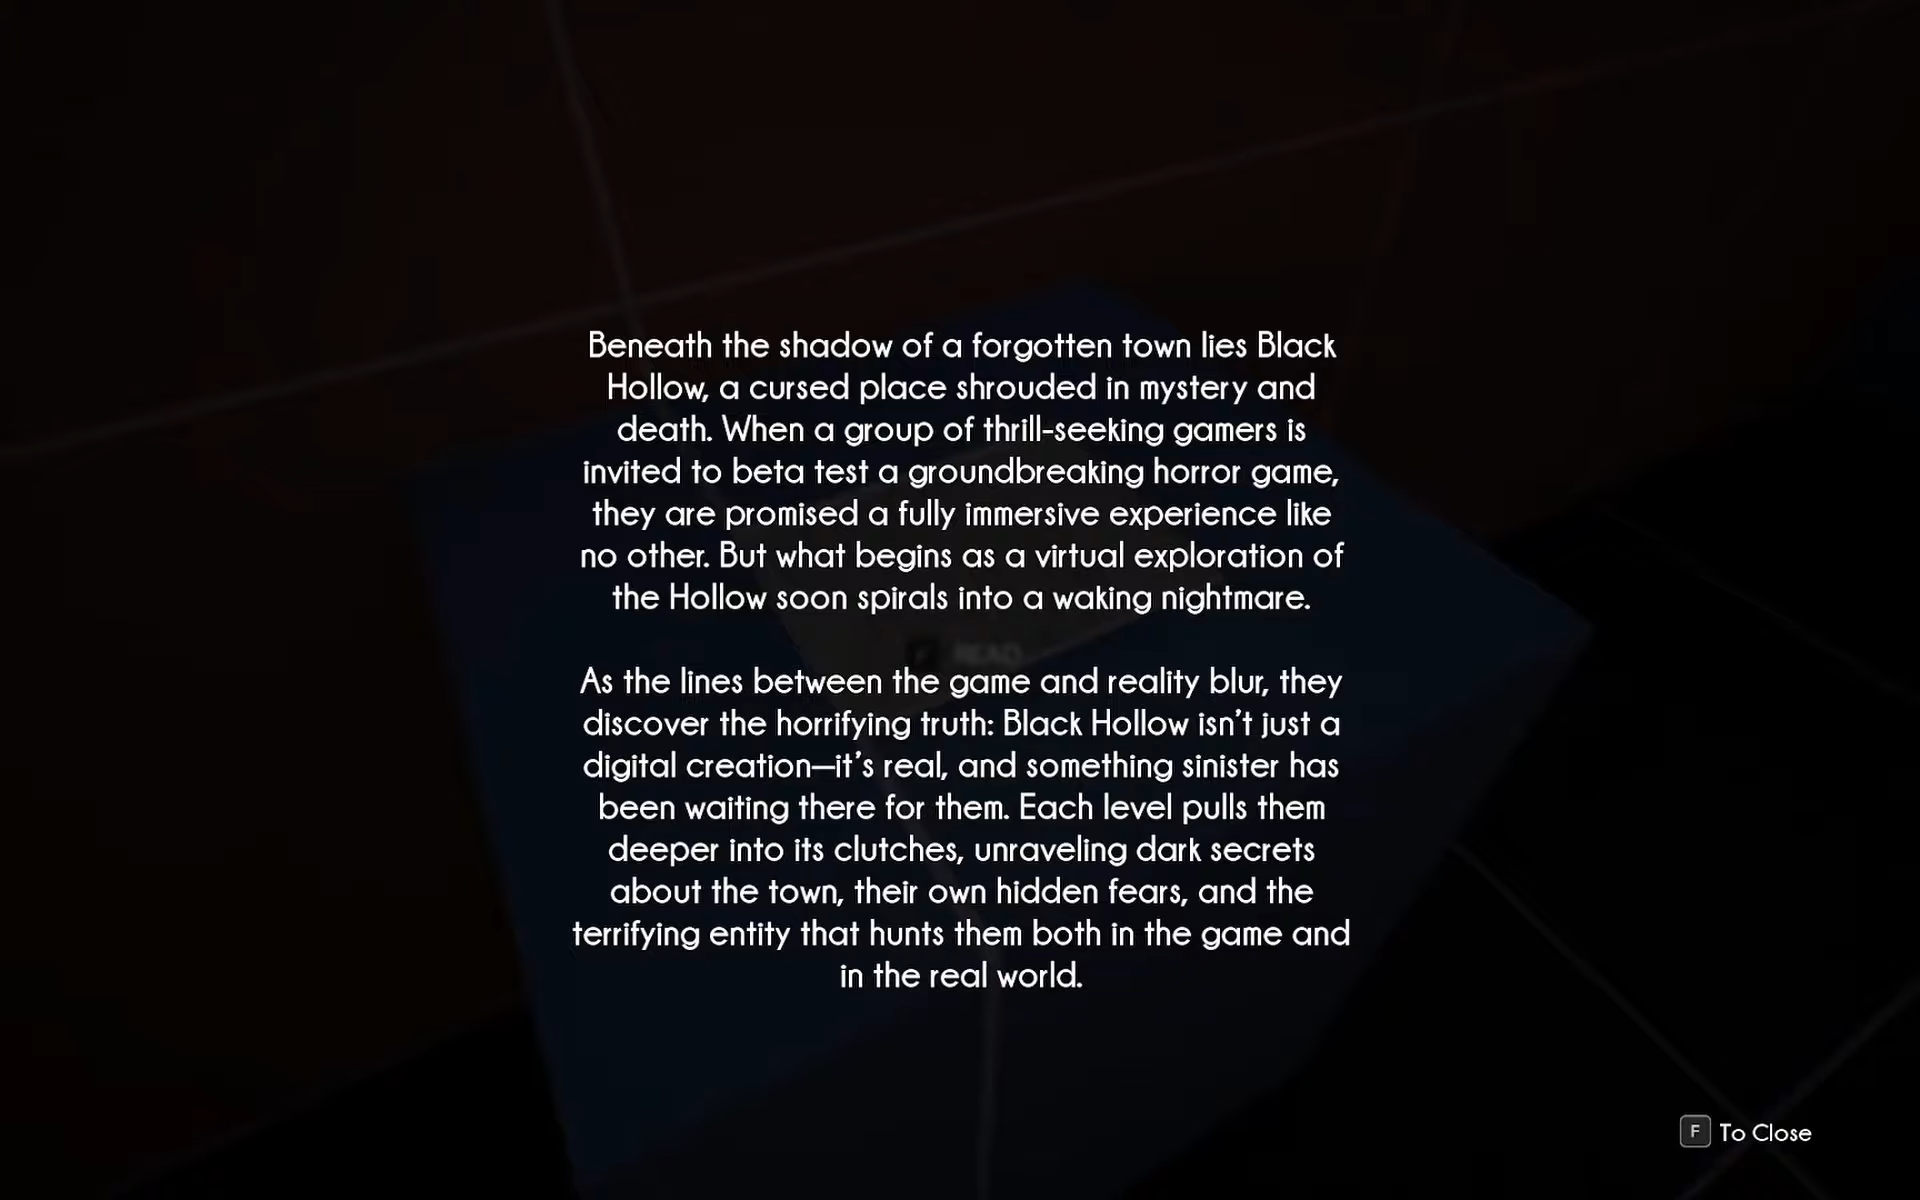 Beneath the shadow of a forgotten town lies Black
Hollow, a cursed place shrouded in mystery and
death. When a group of thrill-seeking gamers is
invited to beta test a groundbreaking horror game,
they are promised a fully immersive experience like
no other. But what begins as a virtual exploration of
the Hollow soon spirals into a waking nightmare.
F READ
As the lines between the game and reality blur, they
discover the horrifying truth: Black Hollow isn’t just a
digital creation—it’s real, and something sinister has
been waiting there for them. Each level pulls them
deeper into its clutches, unraveling dark secrets
about the town, their own hidden fears, and the
terrifying entity that hunts them both in the game and
in the real world.
F To Close